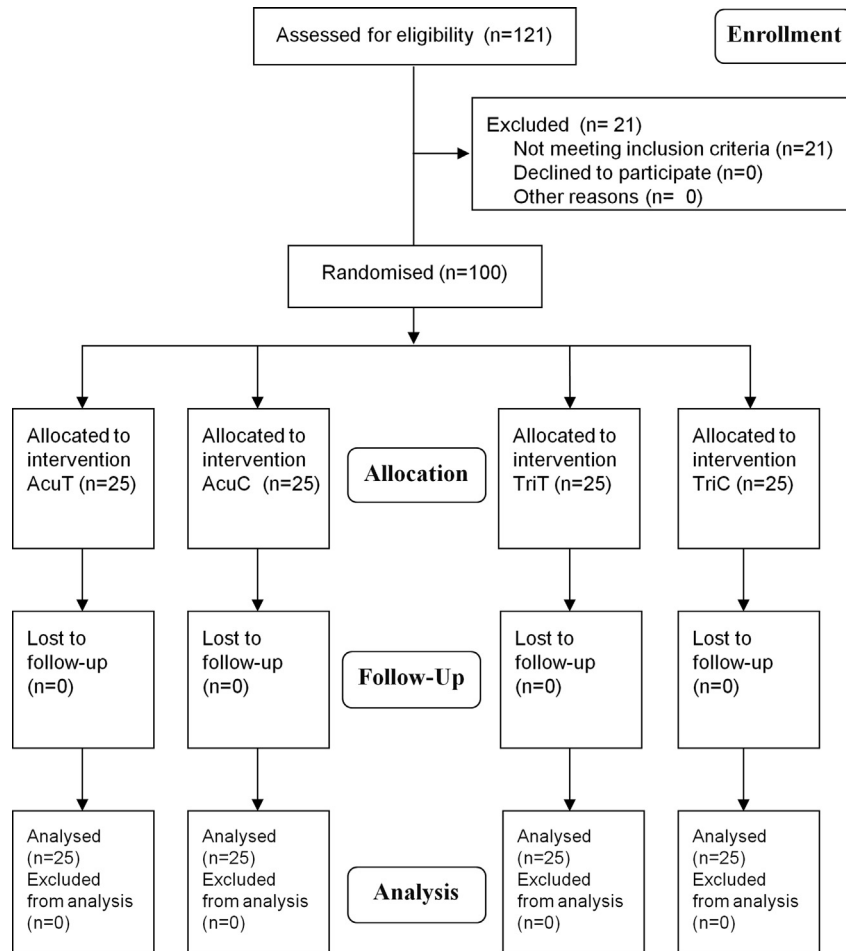 Assessed for eligibility (n=121)
Enrollment
Excluded (n= 21)
Not meeting inclusion criteria (n=21)
Declined to participate (n=0)
Other reasons (n= 0)
Randomised (n=100)
Allocated to
intervention
AcuT (n=25)
Allocated to
intervention
AcuC (n=25)
Allocation
Allocated to
intervention
TriT (n=25)
Allocated to
intervention
TriC (n=25)
Lost to
follow-up
(n=0)
Lost to
follow-up
(n=0)
Follow-Up
Lost to
follow-up
(n=0)
Lost to
follow-up
(n=0)
Analysed
(n=25)
Excluded
from analysis
(n=0)
Analysed
(n=25)
Excluded
from analysis
(n=0)
Analysis
Analysed
(n=25)
Excluded
from analysis
(n=0)
Analysed
(n=25)
Excluded
from analysis
(n=0)